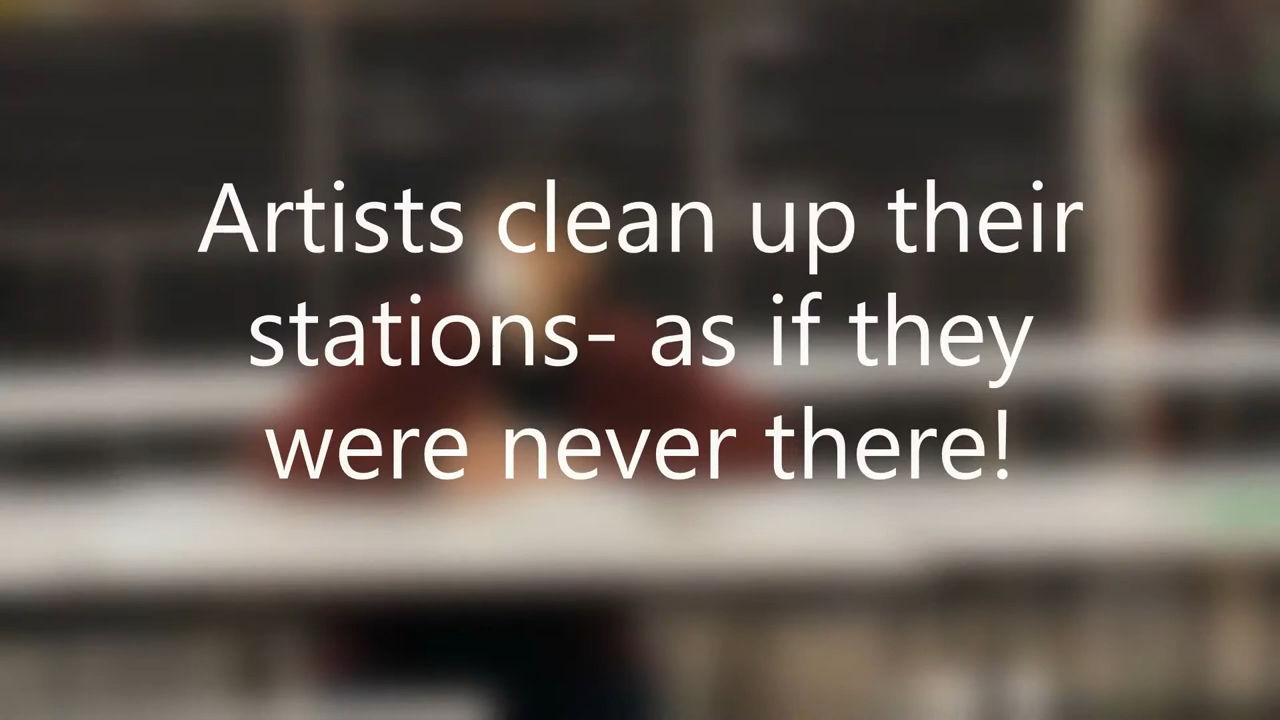 Artists clean up their
stations- as if they
were never there!